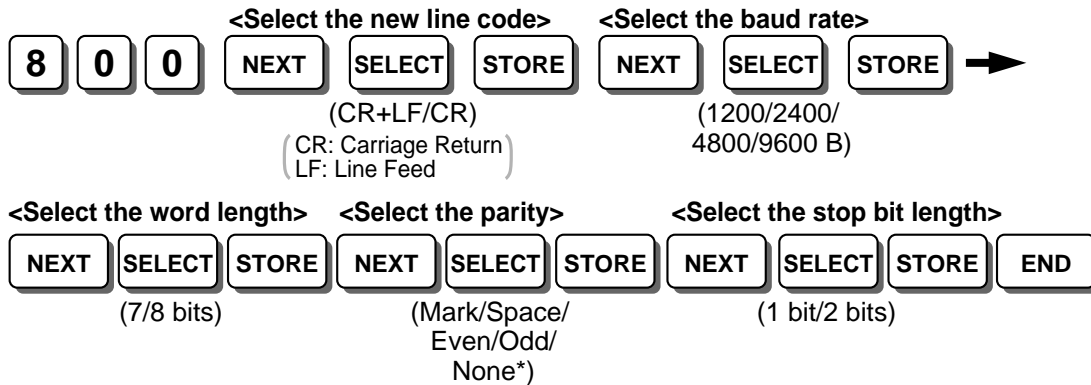 <Select the new line code> <Select the baud rate>
8 0 0 NEXT SELECT STORE NEXT SELECT STORE
(CR+LF/CR) (1200/2400/
CR: Carriage Return 4800/9600 B)
LF: Line Feed
<Select the word length> <Select the parity> <Select the stop bit length>
NEXT SELECT STORE NEXT SELECT STORE NEXT SELECT STORE END
(7/8 bits) (Mark/Space/ (1 bit/2 bits)
Even/Odd/
None*)